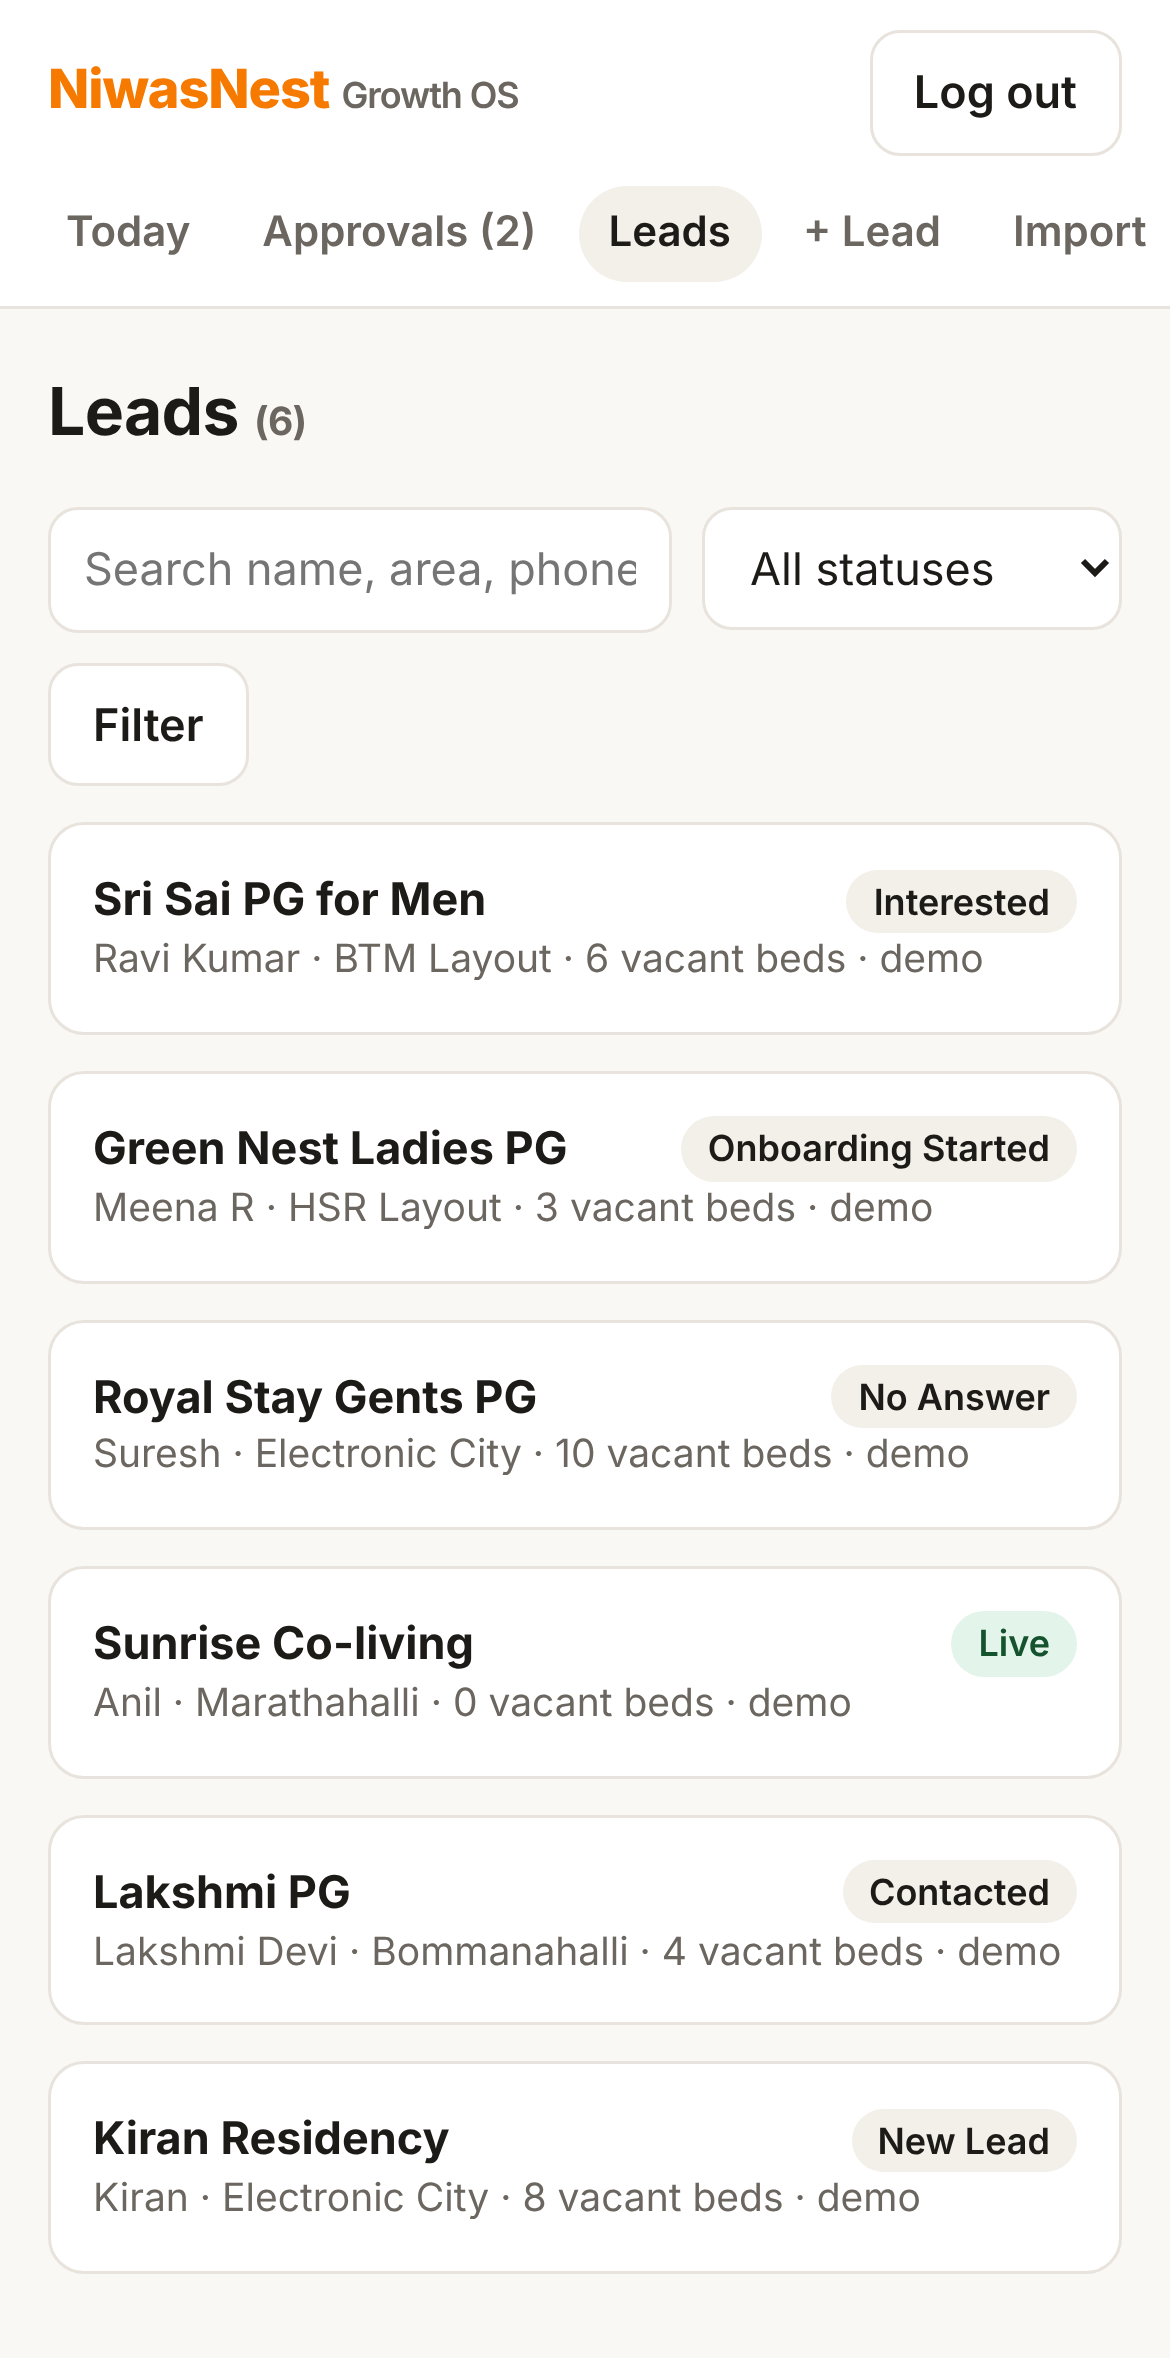 NiwasNest Growth OS
Log out
Today Approvals (2) Leads + Lead Import
Leads (6)
Search name, area, phone
All statuses
Filter
Sri Sai PG for Men
Interested
Ravi Kumar · BTM Layout · 6 vacant beds · demo
Green Nest Ladies PG
Onboarding Started
Meena R · HSR Layout · 3 vacant beds · demo
Royal Stay Gents PG
No Answer
Suresh · Electronic City · 10 vacant beds · demo
Sunrise Co-living
Live
Anil · Marathahalli · 0 vacant beds · demo
Lakshmi PG
Contacted
Lakshmi Devi · Bommanahalli · 4 vacant beds · demo
Kiran Residency
New Lead
Kiran · Electronic City · 8 vacant beds · demo